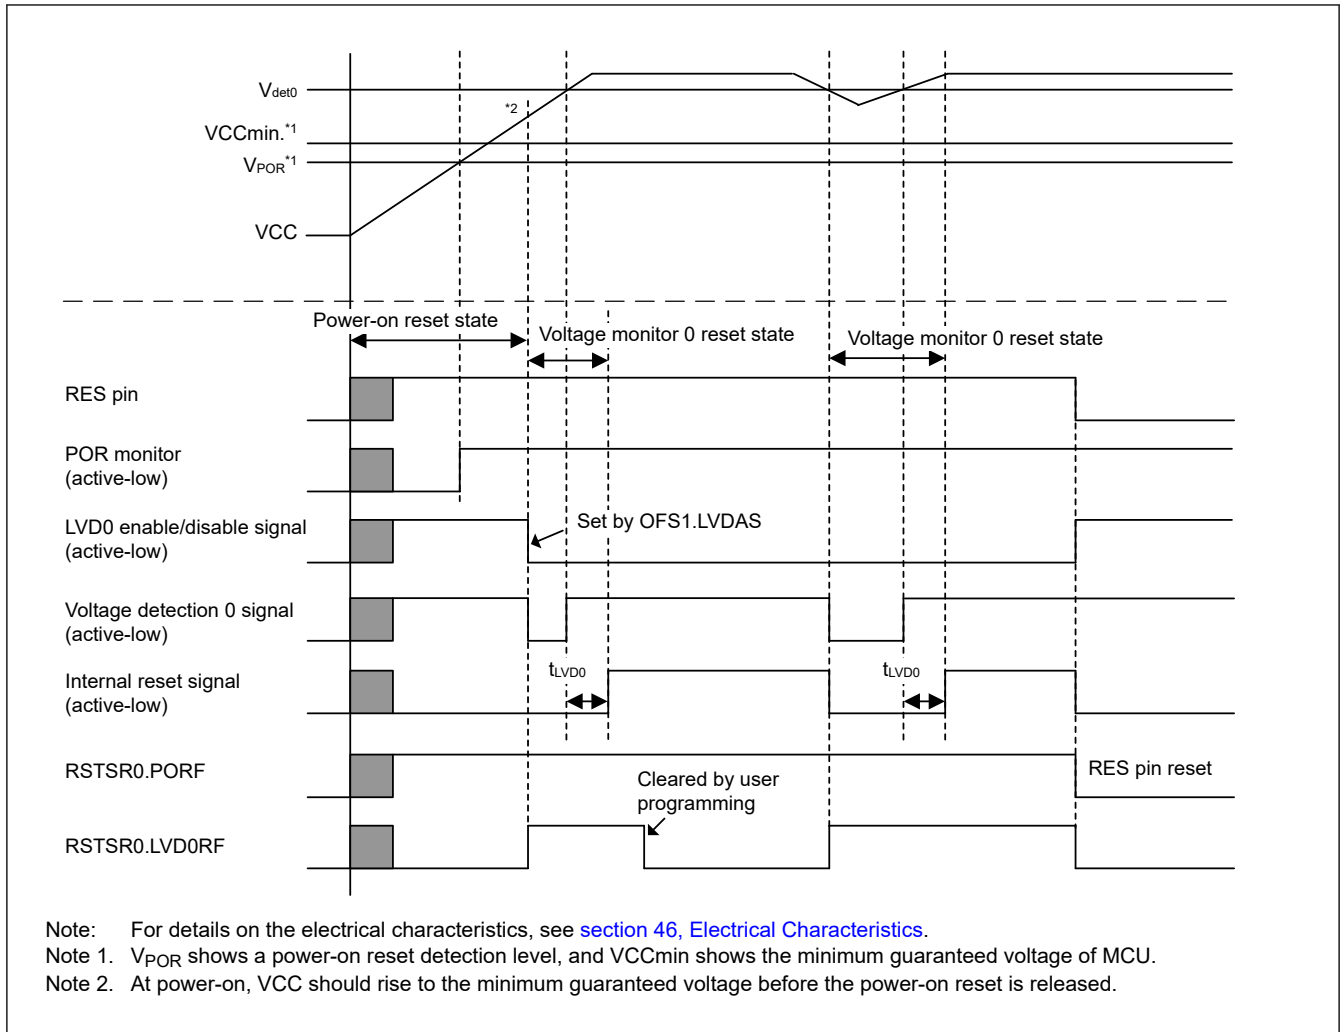 Vdet0
*2
VCCmin.*1
VPOR*1
VCC
Power-on reset state
Voltage monitor 0 reset state
Voltage monitor 0 reset state
RES pin
POR monitor
(active-low)
LVD0 enable/disable signal
(active-low)
Set by OFS1.LVDAS
Voltage detection 0 signal
(active-low)
tLVD0
tLVD0
Internal reset signal
(active-low)
RSTSR0.PORF
RES pin reset
Cleared by user
programming
RSTSR0.LVD0RF
Note: For details on the electrical characteristics, see section 46, Electrical Characteristics.
Note 1. VPOR shows a power-on reset detection level, and VCCmin shows the minimum guaranteed voltage of MCU.
Note 2. At power-on, VCC should rise to the minimum guaranteed voltage before the power-on reset is released.